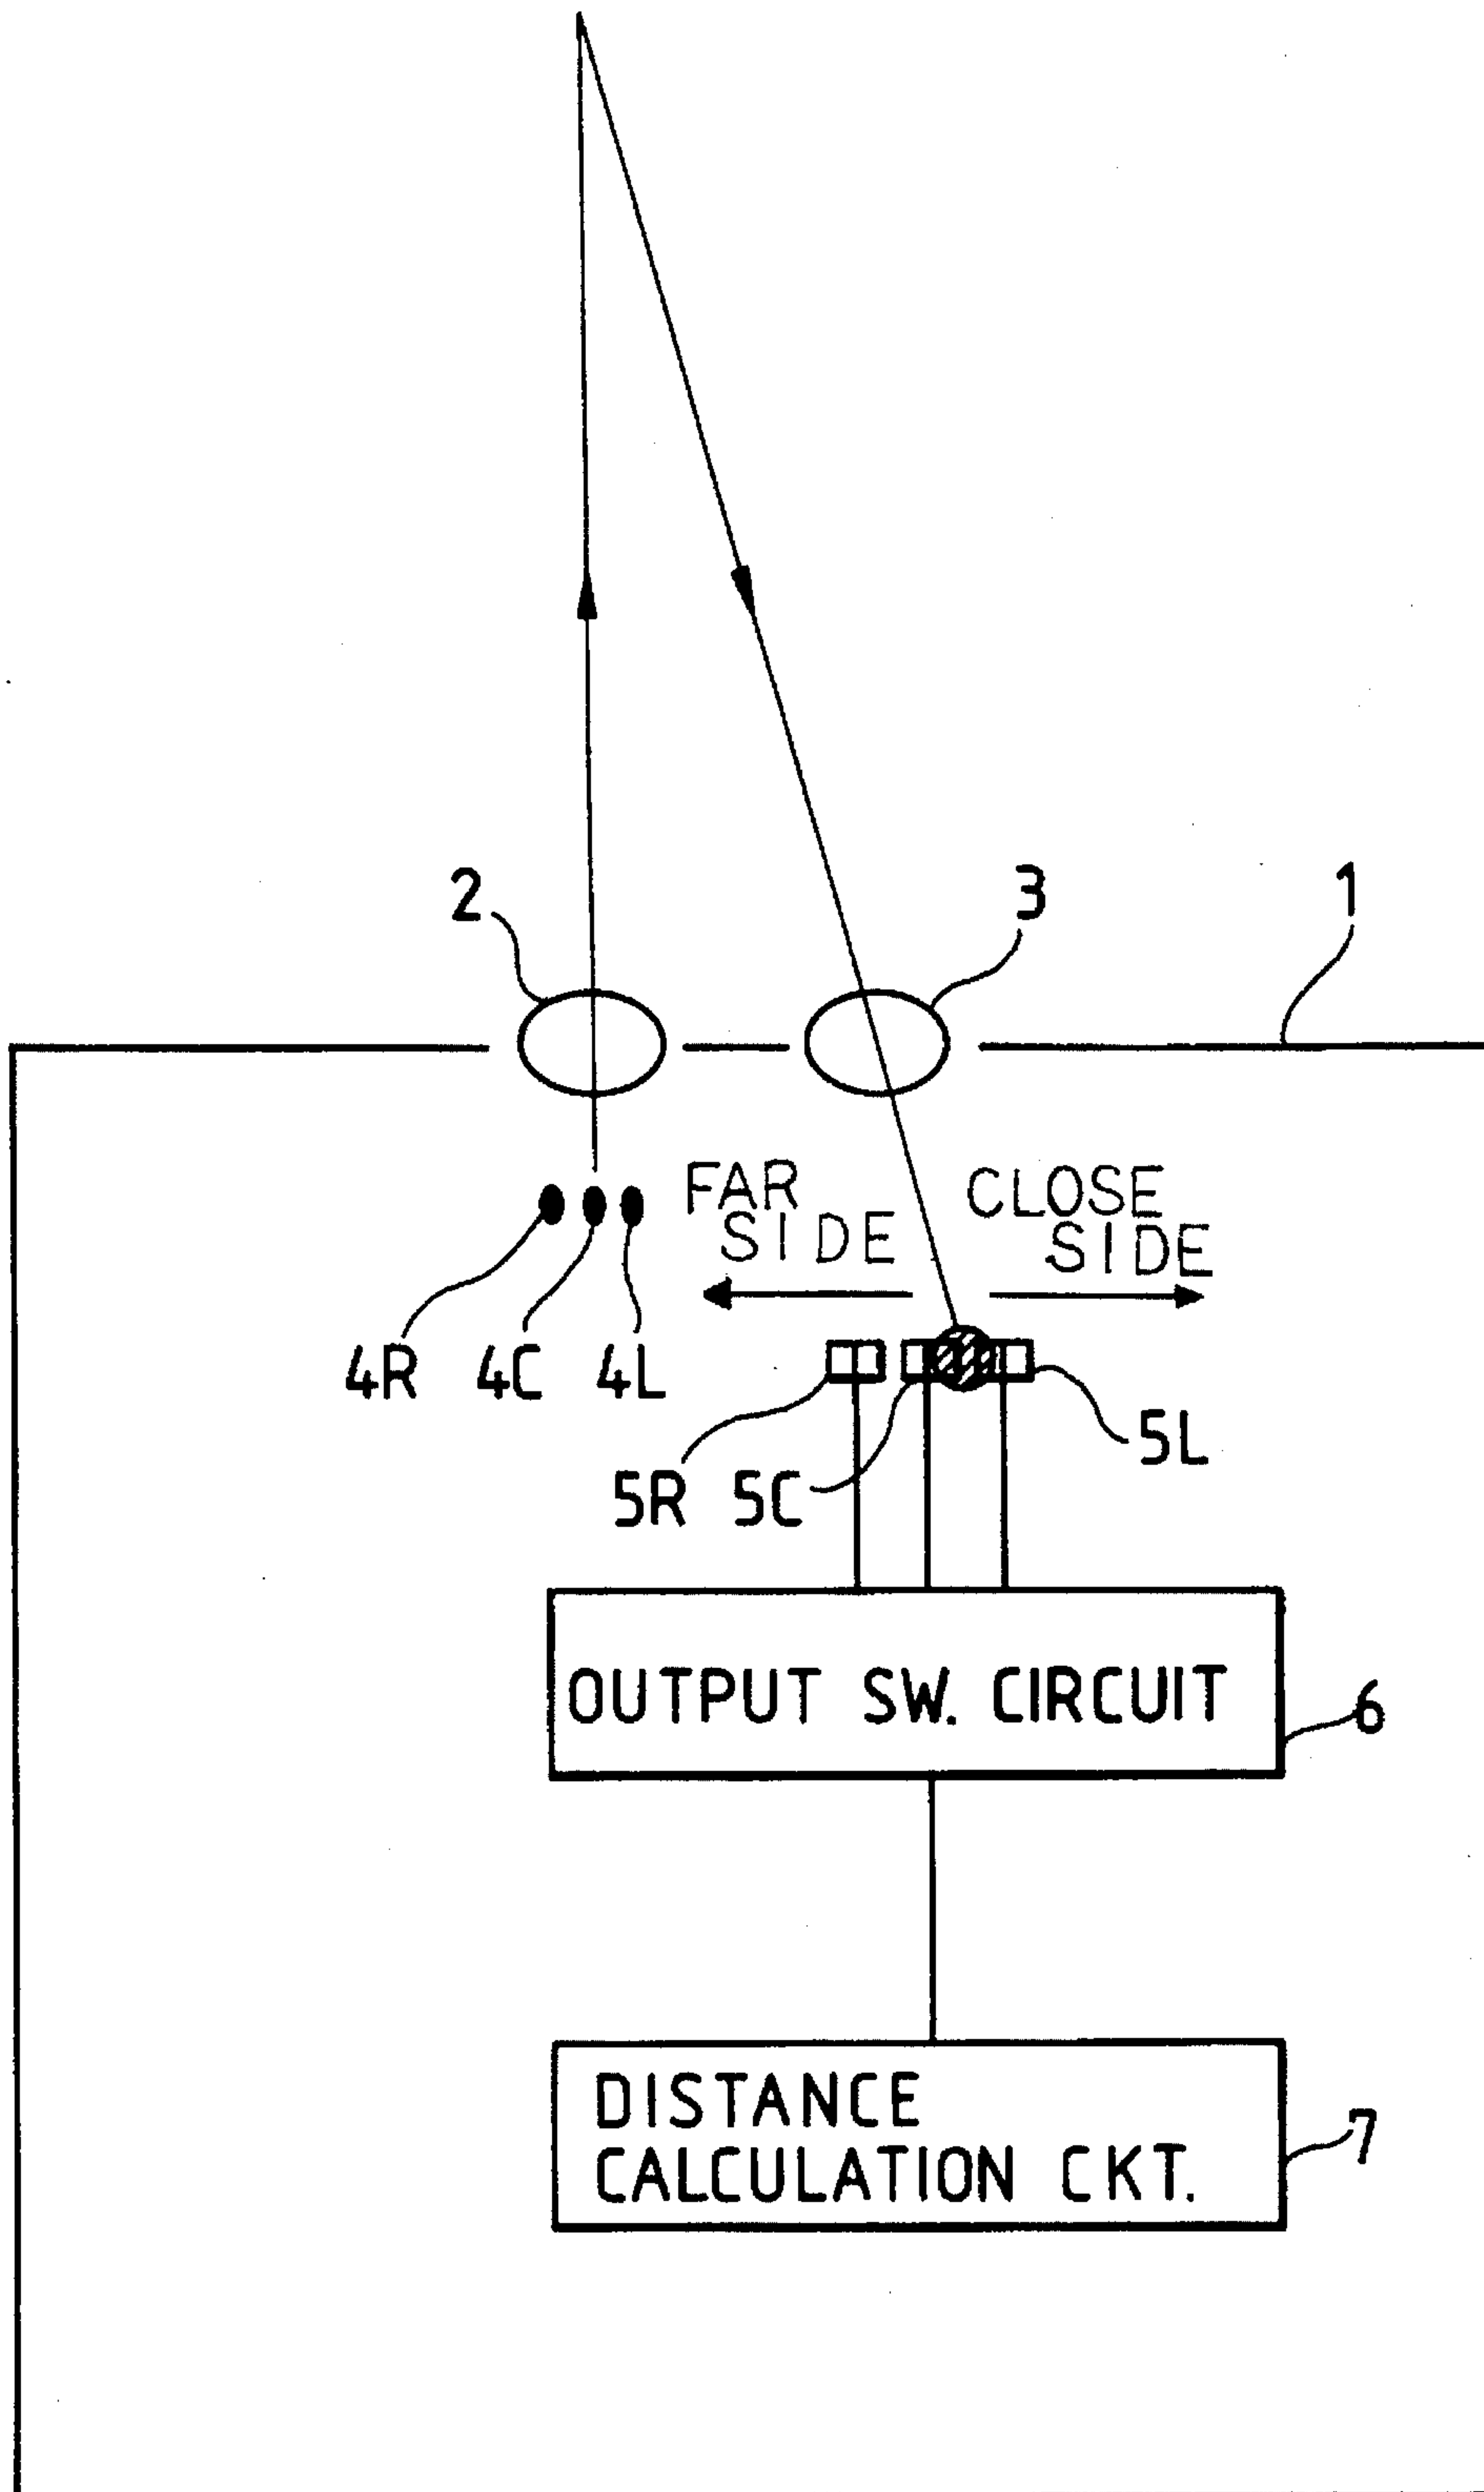 2
3
1
FAR
SIDE
CLOSE
SIDE
4R 4C 4L
5L
5R 5C
OUTPUT SW. CIRCUIT
6
DISTANCE
CALCULATION CKT.
7